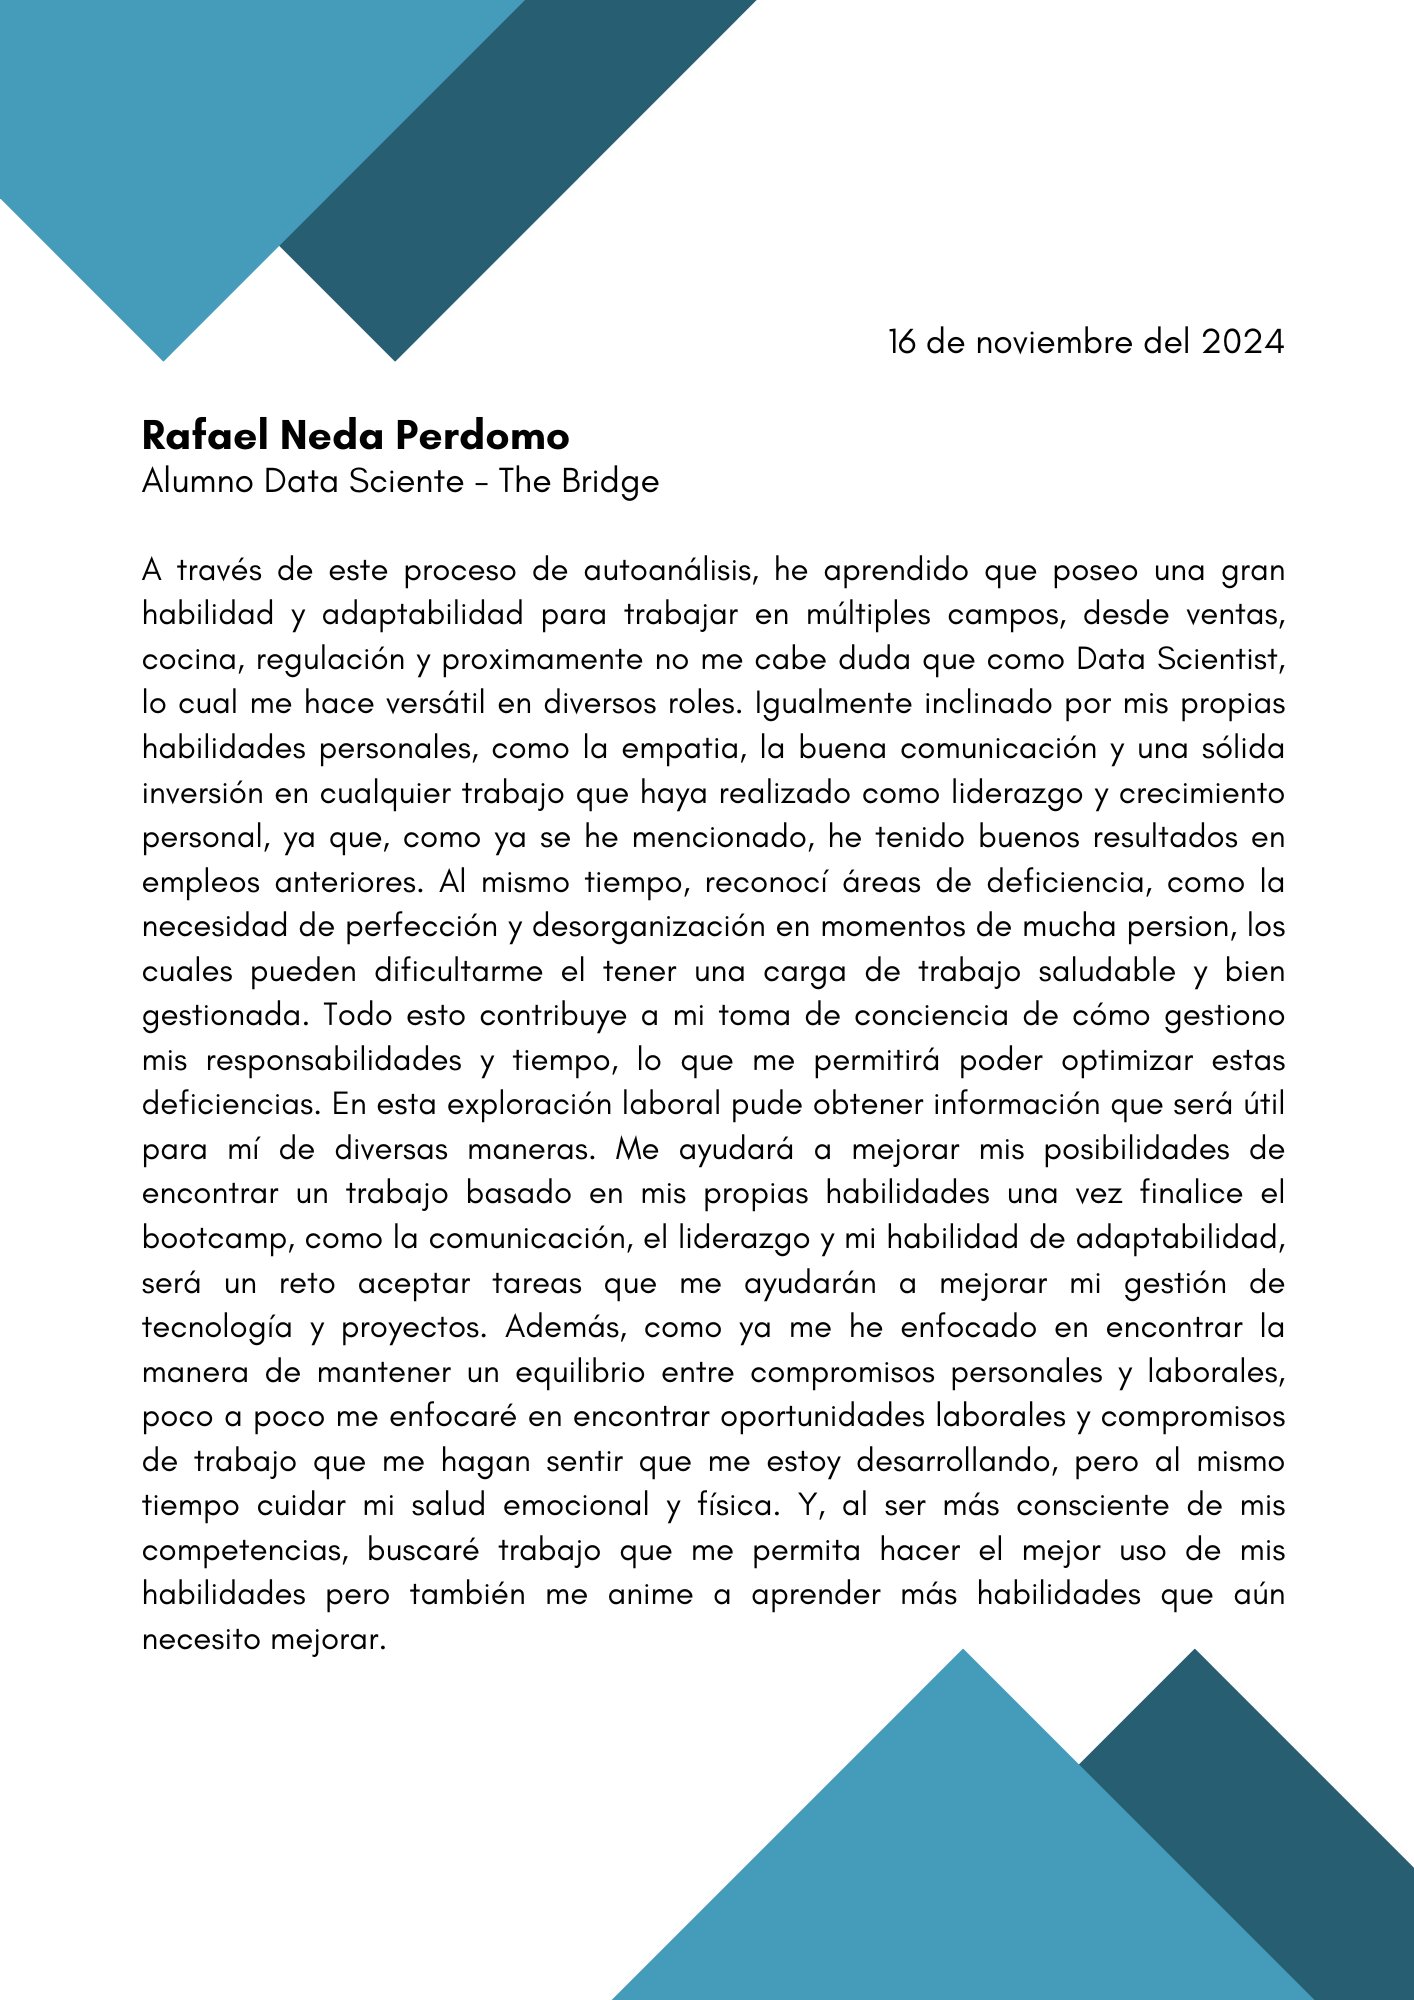 16 de noviembre del 2024
Rafael Neda Perdomo
Alumno Data Sciente - The Bridge
A través de este proceso de autoanálisis, he aprendido que poseo una gran
habilidad y adaptabilidad para trabajar en múltiples campos, desde ventas,
cocina, regulación y proximamente no me cabe duda que como Data Scientist,
lo cual me hace versátil en diversos roles. Igualmente inclinado por mis propias
habilidades personales, como la empatia, la buena comunicación y una sólida
inversión en cualquier trabajo que haya realizado como liderazgo y crecimiento
personal, ya que, como ya se he mencionado, he tenido buenos resultados en
empleos anteriores. Al mismo tiempo, reconocí áreas de deficiencia, como la
necesidad de perfección y desorganización en momentos de mucha persion, los
cuales pueden dificultarme el tener una carga de trabajo saludable y bien
gestionada. Todo esto contribuye a mi toma de conciencia de cómo gestiono
mis responsabilidades y tiempo, lo que me permitirá poder optimizar estas
deficiencias. En esta exploración laboral pude obtener información que será útil
para mí de diversas maneras. Me ayudará a mejorar mis posibilidades de
encontrar un trabajo basado en mis propias habilidades una vez finalice el
bootcamp, como la comunicación, el liderazgo y mi habilidad de adaptabilidad,
será un reto aceptar tareas que me ayudarán a mejorar mi gestión de
tecnología y proyectos. Además, como ya me he enfocado en encontrar la
manera de mantener un equilibrio entre compromisos personales y laborales,
poco a poco me enfocaré en encontrar oportunidades laborales y compromisos
de trabajo que me hagan sentir que me estoy desarrollando, pero al mismo
tiempo cuidar mi salud emocional y física. Y, al ser más consciente de mis
competencias, buscaré trabajo que me permita hacer el mejor uso de mis
habilidades pero también me anime a aprender más habilidades que aún
necesito mejorar.